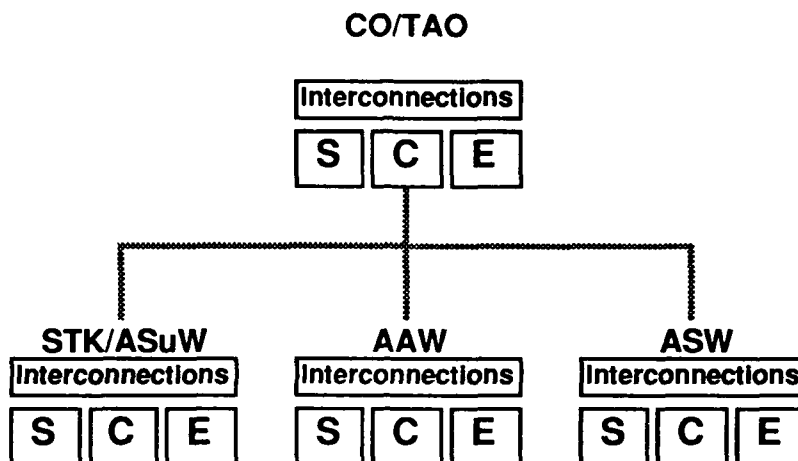 CO/TAO
Interconnections
S C E
STK/ASuW AAW ASW
Interconnections Interconnections Interconnections
S C E S C E S C E